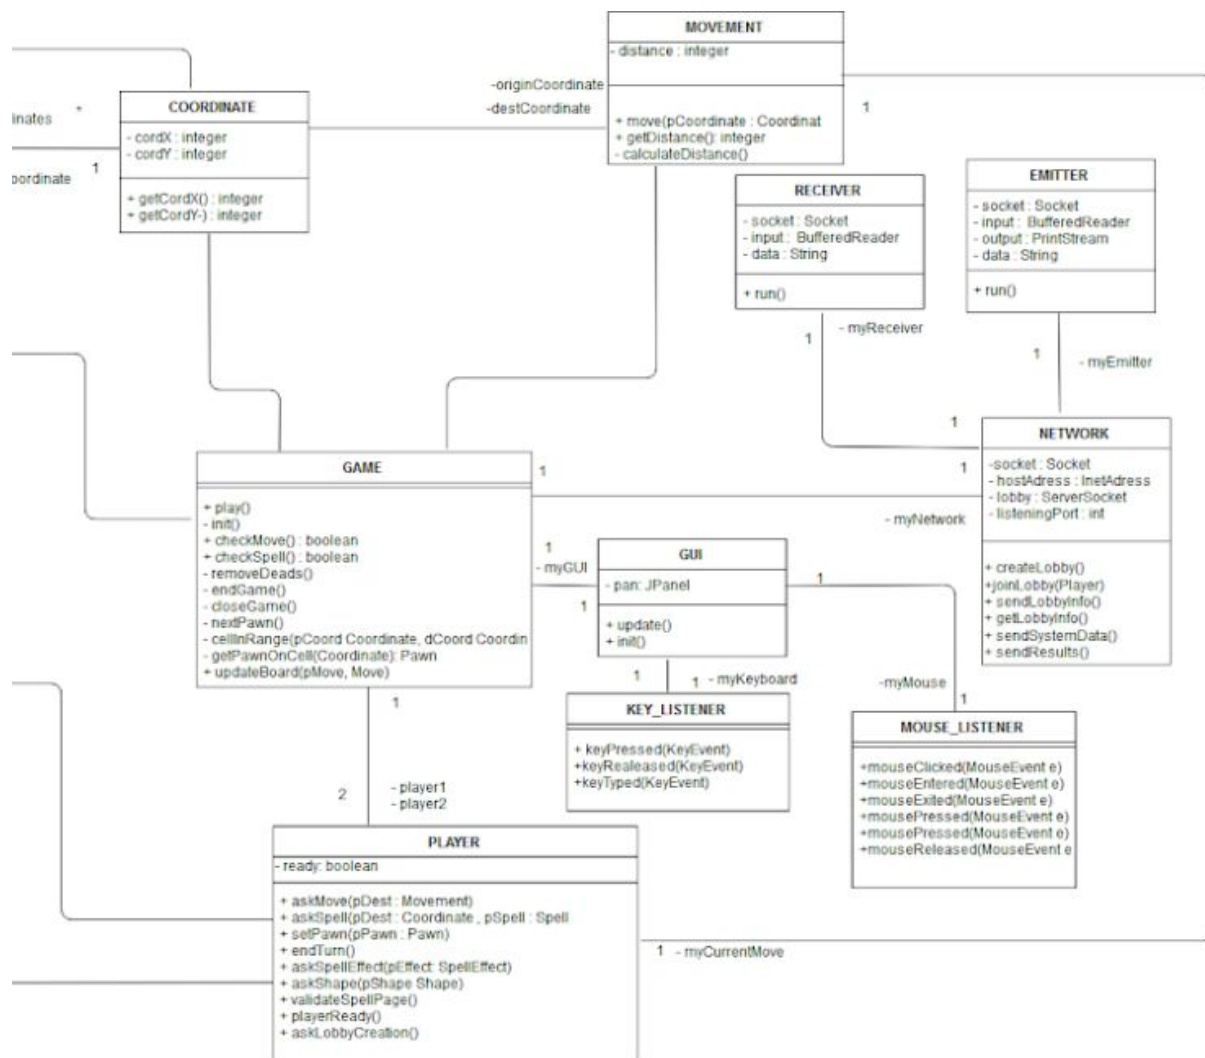 MOVEMENT
- distance : integer
+ move(pCoordinate : Coordinat
+ getDistance(): integer
- calculateDistance()
-originCoordinate
-destCoordinate
1
inates
*
1
oordinate
COORDINATE
- cordX : integer
- cordY : integer
+ getCordX() : integer
+ getCordY-) : integer
RECEIVER
- socket : Socket
- input : BufferedReader
- data : String
+ run()
EMITTER
- socket : Socket
- input : BufferedReader
- output : PrintStream
- data : String
+ run()
1
- myReceiver
1
- myEmitter
1
1
NETWORK
-socket : Socket
- hostAdress : InetAdress
- lobby : ServerSocket
- listeningPort : int
+ createLobby()
+joinLobby(Player)
+ sendLobbyInfo()
+ getLobbyInfo()
+ sendSystemData()
+ sendResults()
GAME
+ play()
- init()
+ checkMove() : boolean
+ checkSpell() : boolean
- removeDeads()
- endGame()
- closeGame()
- nextPawn()
- cellInRange(pCoord Coordinate, dCoord Coordin
- getPawnOnCell(Coordinate): Pawn
+ updateBoard(pMove, Move)
1
- myNetwork
1
- myGUI
1
GUI
- pan: JPanel
+ update()
+ init()
1
1
1
- myKeyboard
-myMouse
1
KEY_LISTENER
+ keyPressed(KeyEvent)
+keyRealeased(KeyEvent)
+keyTyped(KeyEvent)
MOUSE_LISTENER
+mouseClicked(MouseEvent e)
+mouseEntered(MouseEvent e)
+mouseExited(MouseEvent e)
+mousePressed(MouseEvent e)
+mousePressed(MouseEvent e)
+mouseReleased(MouseEvent e
1
2
- player1
- player2
PLAYER
- ready: boolean
+ askMove(pDest : Movement)
+ askSpell(pDest : Coordinate , pSpell : Spell
+ setPawn(pPawn : Pawn)
+ endTurn()
+ askSpellEffect(pEffect: SpellEffect)
+ askShape(pShape Shape)
+ validateSpellPage()
+ playerReady()
+ askLobbyCreation()
1 - myCurrentMove